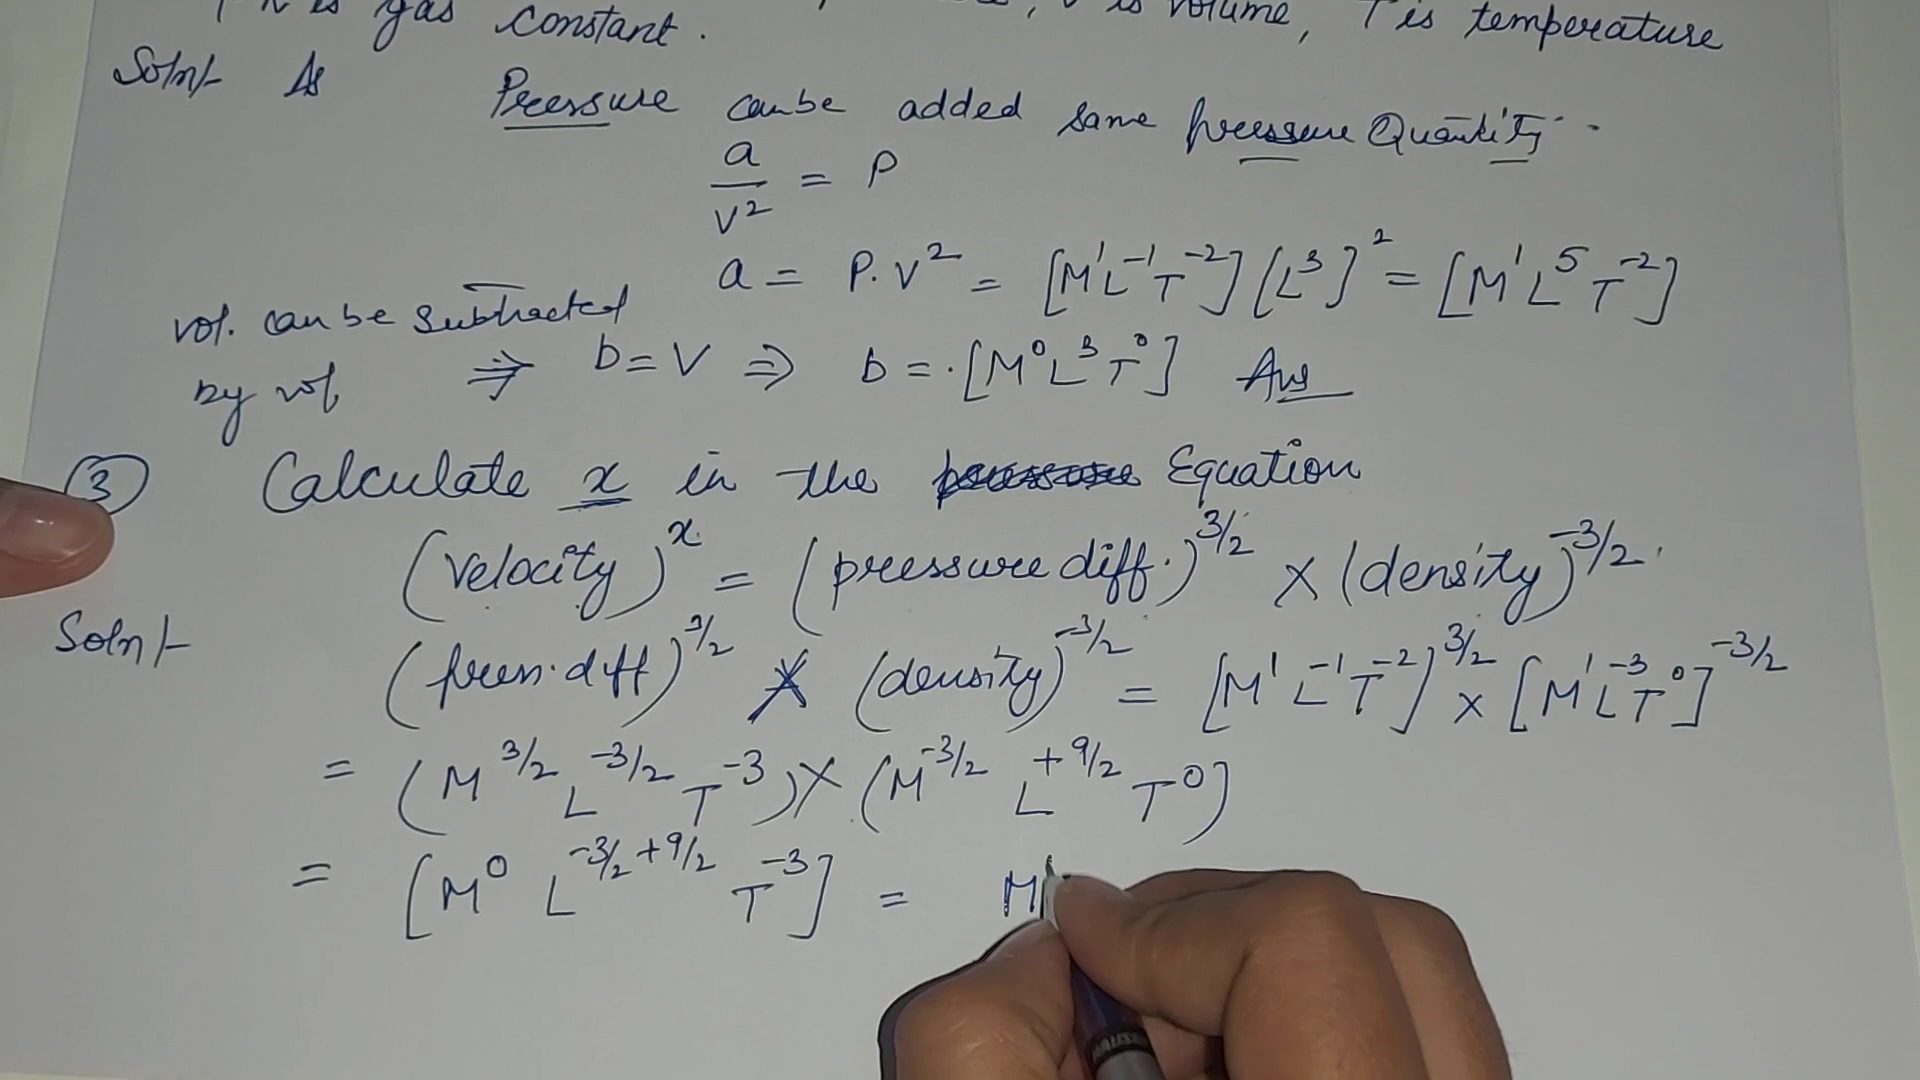 is gas constant. is volume, T is temperature
Soln:- As Pressure can be added same pressure Quantity.
a/V² = P
a = P.V² = [M¹L⁻¹T⁻²][L³]² = [M¹L⁵T⁻²]
vol. can be subtracted
by vol ⇒ b = V ⇒ b = [M⁰L³T⁰] Ans
③ Calculate x in the Equation
(velocity)^x = (pressure diff.)^3/2 × (density)^-3/2
Soln:- (press. diff)^3/2 × (density)^-3/2 = [M¹L⁻¹T⁻²]^3/2 × [M¹L⁻³T⁰]^-3/2
= (M^3/2 L^-3/2 T^-3) × (M^-3/2 L^+9/2 T⁰)
= [M⁰ L^-3/2+9/2 T⁻³] = M
HAUS